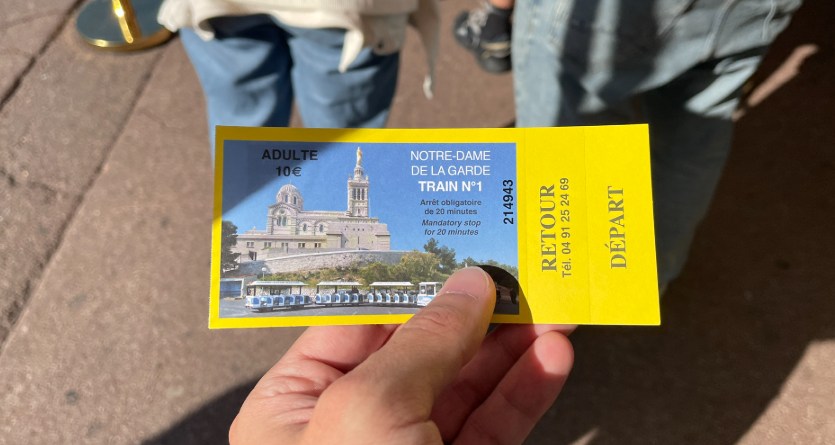 ADULTE
10€
NOTRE-DAME
DE LA GARDE
TRAIN N°1
Arrêt obligatoire
de 20 minutes
Mandatory stop
for 20 minutes
214943
RETOUR
Tél. 04 91 25 24 69
DÉPART